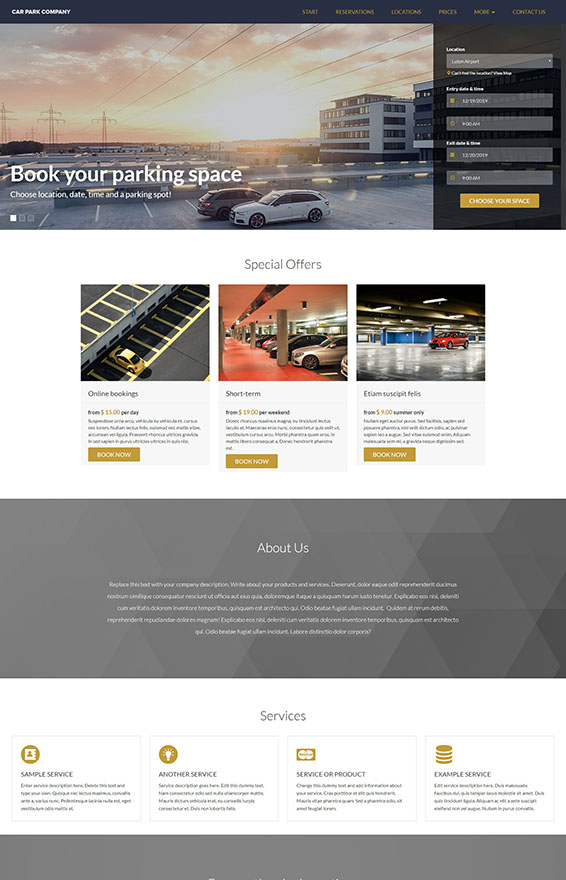 CAR PARK COMPANY
START RESERVATIONS LOCATIONS PRICES MORE CONTACT US
Location
Luton Airport
Can't find the location? View Map
Entry date & time
12/19/2019
9:00 AM
Exit date & time
12/20/2019
9:00 AM
CHOOSE YOUR SPACE
Book your parking space
Choose location, date, time and a parking spot!
Special Offers
Online bookings
from $ 15.00 per day
Suspendisse urna arcu, vehicula eu vehicula et, cursus
nec lorem. Nullam lectus felis, euismod nec mattis vitae,
accumsan vel ligula. Praesent rhoncus ultrices gravida.
In sed sapien in purus ultricies ultrices in quis nisi.
BOOK NOW
Short-term
from $ 19.00 per weekend
Donec rhoncus maximus magna, eu tincidunt lectus
iaculis at. Maecenas eros nunc, consectetur quis velit ut,
vestibulum cursus arcu. Morbi pharetra quam eros, in
mattis libero consequat a. Donec hendrerit pharetra
est.
BOOK NOW
Etiam suscipit felis
from $ 9.00 summer only
Nullam eget auctor purus. Sed facilisis, sapien sed
posuere pharetra, nisl velit dictum odio, ac pulvinar
sapien leo a augue. Sed vitae euismod enim. Aliquam
malesuada sem mi, a gravida neque dignissim sed.
BOOK NOW
About Us
Replace this text with your company description. Write about your products and services. Deserunt, dolor eaque odit reprehenderit ducimus
nostrum similique consequatur nesciunt ut officia aut eius quia, doloremque itaque a quisquam harum iusto tenetur. Explicabo eos nisi, deleniti
cum veritatis dolorem inventore temporibus, quisquam est architecto qui. Odio beatae fugiat ullam incidunt. Quidem at rerum debitis,
reprehenderit repudiandae dolores magnam! Explicabo eos nisi, deleniti cum veritatis dolorem inventore temporibus, quisquam est architecto
qui. Odio beatae fugiat ullam incidunt. Labore distinctio dolor corporis?
Services
SAMPLE SERVICE
Enter service description here. Delete this text and
type your own. Quisque nec lectus maximus, convallis
ante a, varius nunc. Pellentesque lacinia nulla est, eget
vestibulum odio mattis et.
ANOTHER SERVICE
Service description goes here. Edit this dummy text.
Nam consectetur odio sed nulla ullamcorper mattis.
Mauris dictum vehicula erat, eu convallis turpis
consectetur et. Duis non lobortis felis.
SERVICE OR PRODUCT
Change this dummy text and add information about
your service. Cras porttitor et elit quis hendrerit.
Mauris vitae pharetra quam. Sed a pharetra odio, sit
amet feugiat lorem.
EXAMPLE SERVICE
Edit service description here. Duis malesuada
faucibus dui, quis tempor mauris molestie sit amet. Duis
quis tincidunt ligula. Aliquam ac elit a ante suscipit
eleifend non vel augue. Nullam in purus convallis.